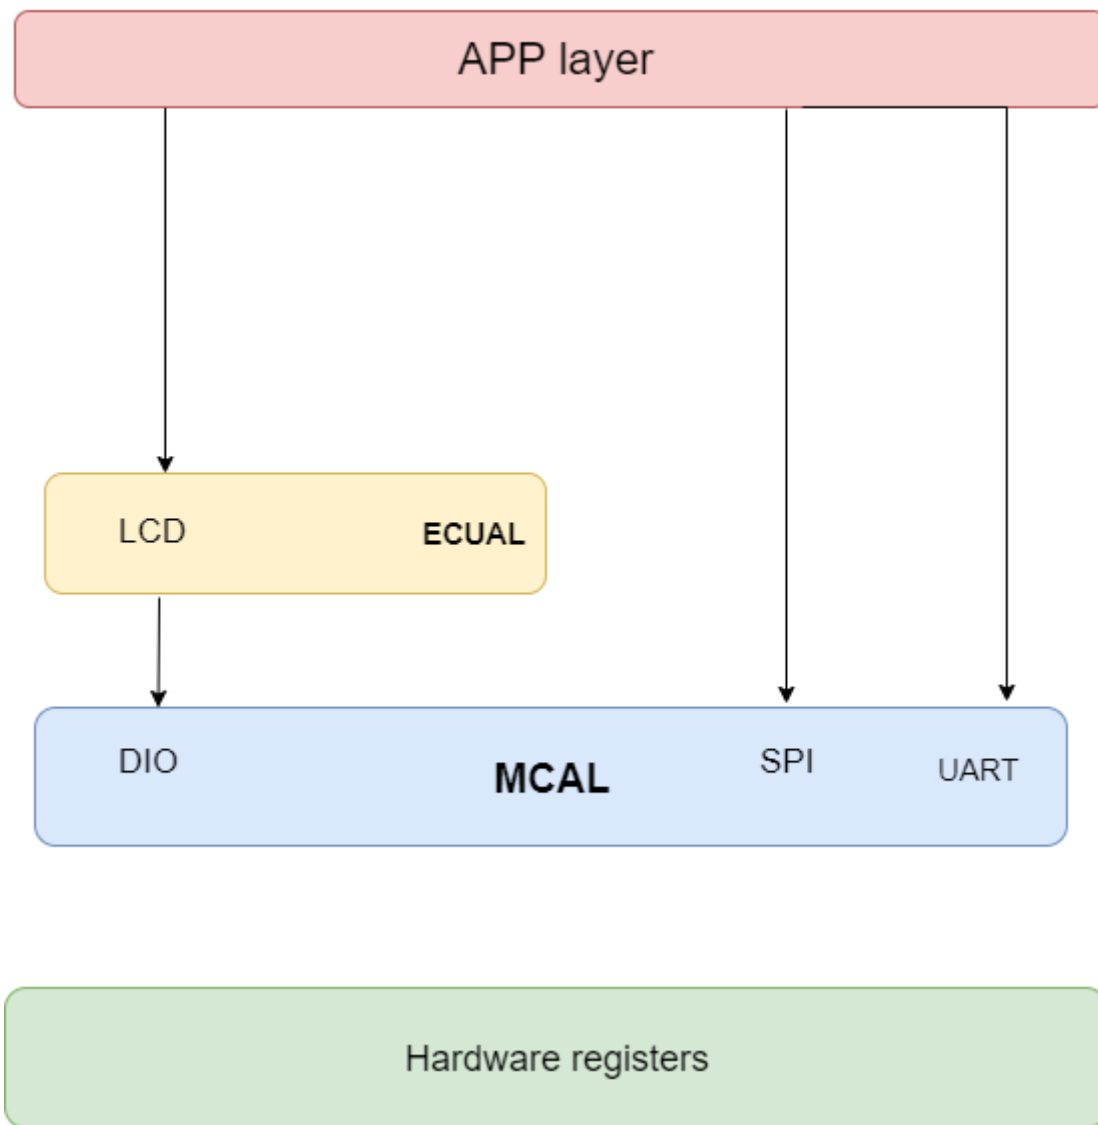 APP layer
LCD
ECUAL
DIO
MCAL
SPI
UART
Hardware registers